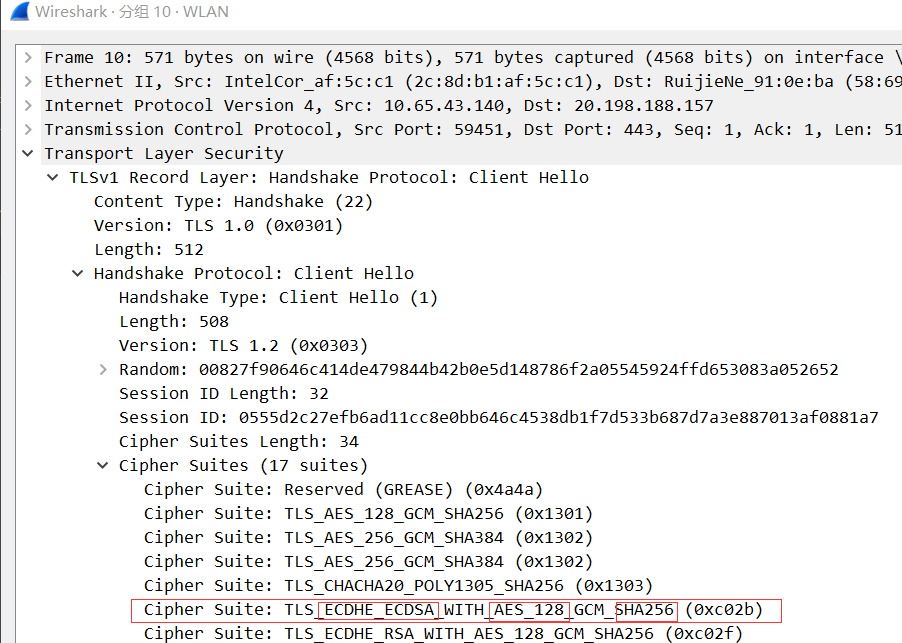 Wireshark · 分组 10 · WLAN
Frame 10: 571 bytes on wire (4568 bits), 571 bytes captured (4568 bits) on interface \
Ethernet II, Src: IntelCor_af:5c:c1 (2c:8d:b1:af:5c:c1), Dst: RuijieNe_91:0e:ba (58:69
Internet Protocol Version 4, Src: 10.65.43.140, Dst: 20.198.188.157
Transmission Control Protocol, Src Port: 59451, Dst Port: 443, Seq: 1, Ack: 1, Len: 51
Transport Layer Security
TLSv1 Record Layer: Handshake Protocol: Client Hello
Content Type: Handshake (22)
Version: TLS 1.0 (0x0301)
Length: 512
Handshake Protocol: Client Hello
Handshake Type: Client Hello (1)
Length: 508
Version: TLS 1.2 (0x0303)
Random: 00827f90646c414de479844b42b0e5d148786f2a05545924ffd653083a052652
Session ID Length: 32
Session ID: 0555d2c27efb6ad11cc8e0bb646c4538db1f7d533b687d7a3e887013af0881a7
Cipher Suites Length: 34
Cipher Suites (17 suites)
Cipher Suite: Reserved (GREASE) (0x4a4a)
Cipher Suite: TLS_AES_128_GCM_SHA256 (0x1301)
Cipher Suite: TLS_AES_256_GCM_SHA384 (0x1302)
Cipher Suite: TLS_AES_256_GCM_SHA384 (0x1302)
Cipher Suite: TLS_CHACHA20_POLY1305_SHA256 (0x1303)
Cipher Suite: TLS_ECDHE_ECDSA_WITH_AES_128_GCM_SHA256 (0xc02b)
Cipher Suite: TLS_ECDHE_RSA_WITH_AES_128_GCM_SHA256 (0xc02f)